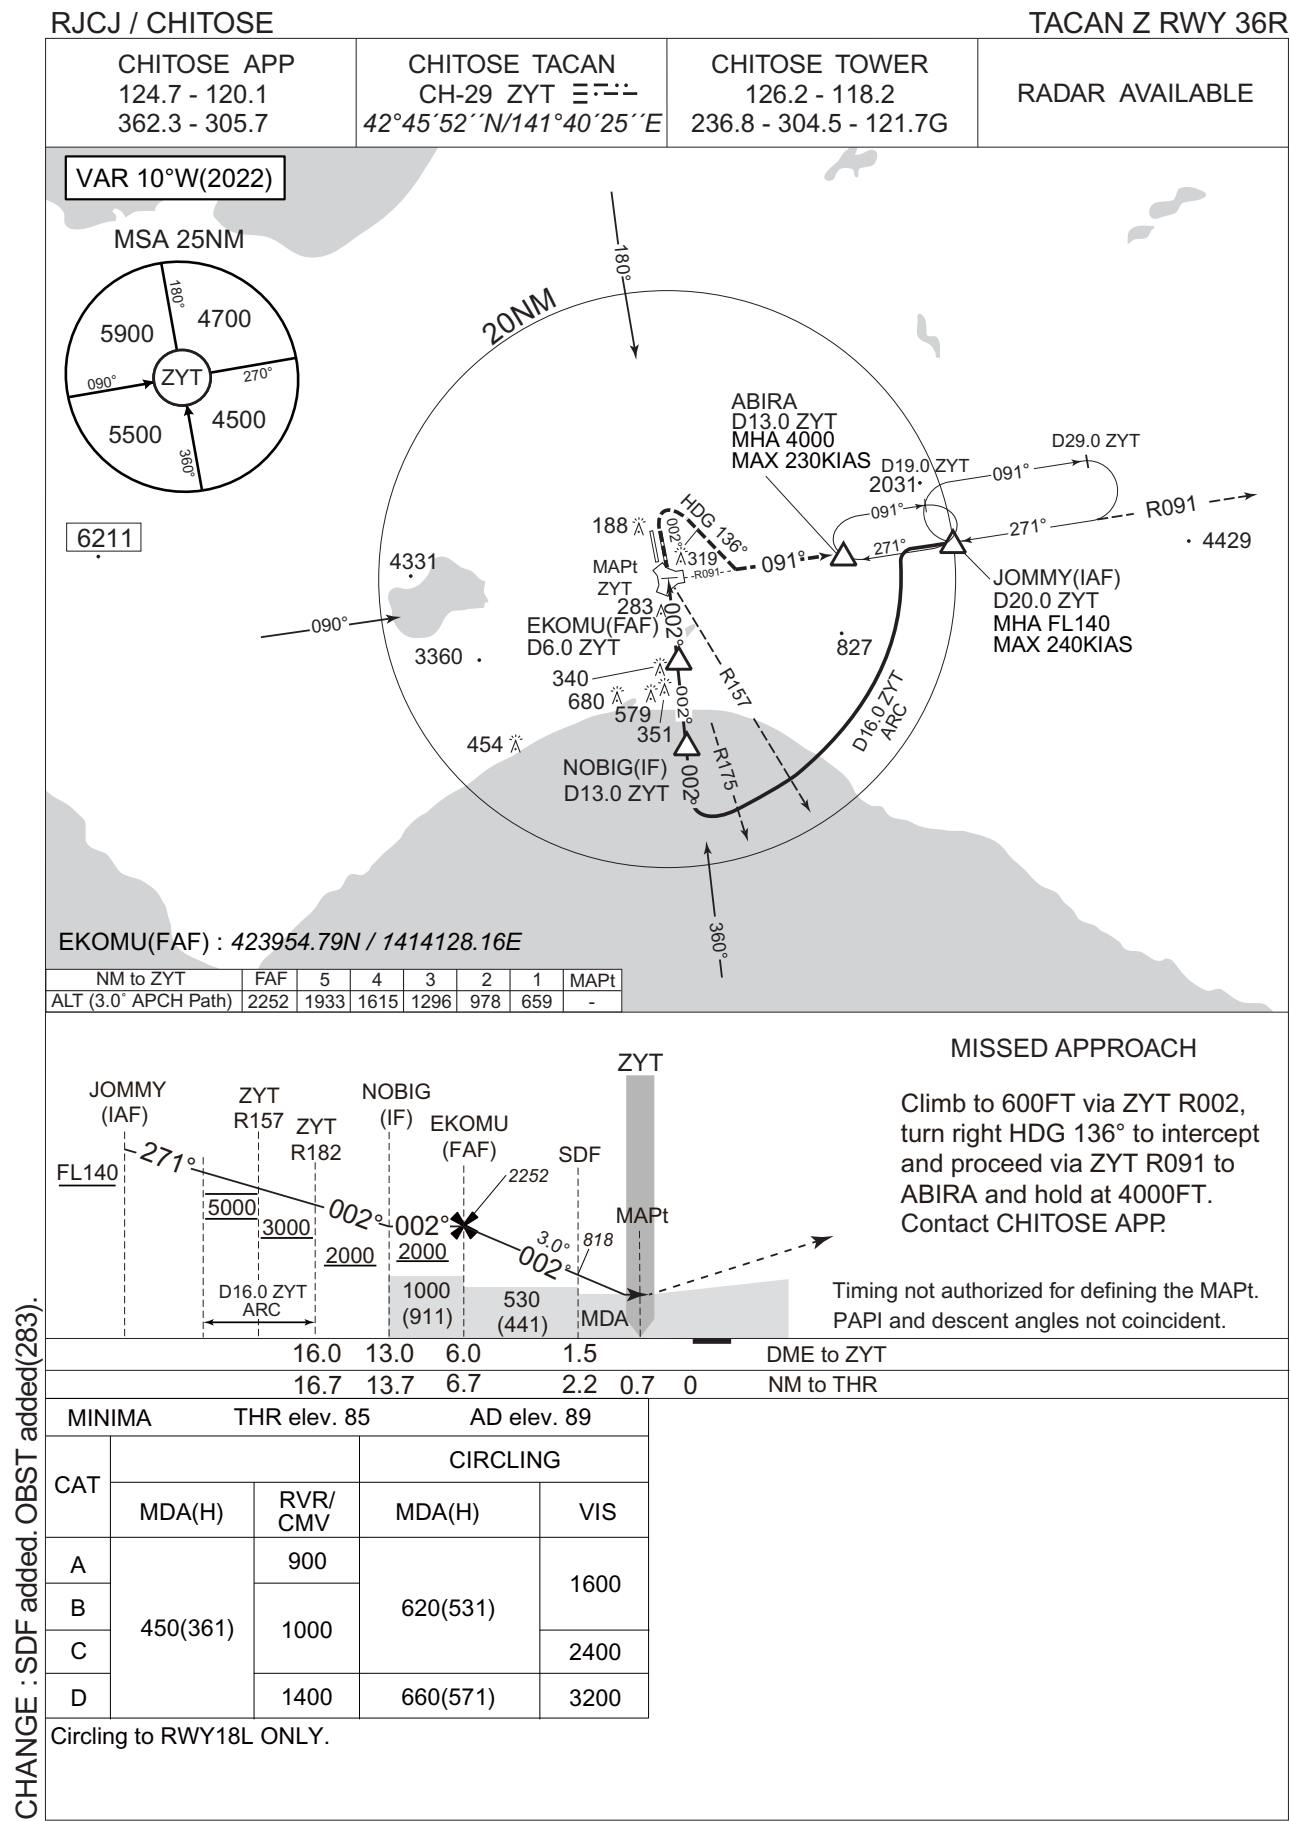 RJCJ / CHITOSE
TACAN Z RWY 36R
CHITOSE APP
124.7 - 120.1
362.3 - 305.7
CHITOSE TACAN
CH-29 ZYT
42°45´52´´N/141°40´25´´E
CHITOSE TOWER
126.2 - 118.2
236.8 - 304.5 - 121.7G
RADAR AVAILABLE
VAR 10°W(2022)
MSA 25NM
180°
5900
4700
090°
ZYT
270°
5500
4500
360°
6211
180°
20NM
ABIRA
D13.0 ZYT
MHA 4000
MAX 230KIAS
D19.0 ZYT
2031
D29.0 ZYT
091°
091°
R091
271°
271°
4429
JOMMY(IAF)
D20.0 ZYT
MHA FL140
MAX 240KIAS
188
HDG 136°
002°
319
091°
R091
MAPt
ZYT
4331
090°
283
002°
EKOMU(FAF)
D6.0 ZYT
3360
340
680
579
351
002°
R157
827
D16.0 ZYT
ARC
454
NOBIG(IF)
D13.0 ZYT
002°
R175
360°
EKOMU(FAF) : 423954.79N / 1414128.16E
NM to ZYT FAF 5 4 3 2 1 MAPt
ALT (3.0° APCH Path) 2252 1933 1615 1296 978 659 -
JOMMY
(IAF)
ZYT
R157
ZYT
R182
NOBIG
(IF)
EKOMU
(FAF)
SDF
ZYT
MAPt
FL140
271°
5000
3000
002°
2000
002°
2000
2252
3.0°
002°
818
D16.0 ZYT
ARC
1000
(911)
530
(441)
MDA
MISSED APPROACH
Climb to 600FT via ZYT R002,
turn right HDG 136° to intercept
and proceed via ZYT R091 to
ABIRA and hold at 4000FT.
Contact CHITOSE APP.
Timing not authorized for defining the MAPt.
PAPI and descent angles not coincident.
16.0 13.0 6.0 1.5 DME to ZYT
16.7 13.7 6.7 2.2 0.7 0 NM to THR
MINIMA THR elev. 85 AD elev. 89
CAT
CIRCLING
MDA(H)
RVR/
CMV
MDA(H)
VIS
A
B
C
D
450(361)
900
1000
1400
620(531)
660(571)
1600
2400
3200
Circling to RWY18L ONLY.
CHANGE : SDF added. OBST added(283).